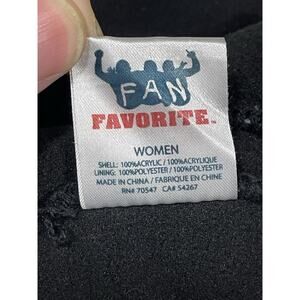 FAN
FAVORITE™
WOMEN
SHELL: 100%ACRYLIC / 100%ACRYLIQUE
LINING: 100%POLYESTER / 100%POLYESTER
MADE IN CHINA / FABRIQUE EN CHINE
RN# 70547 CA# 54267